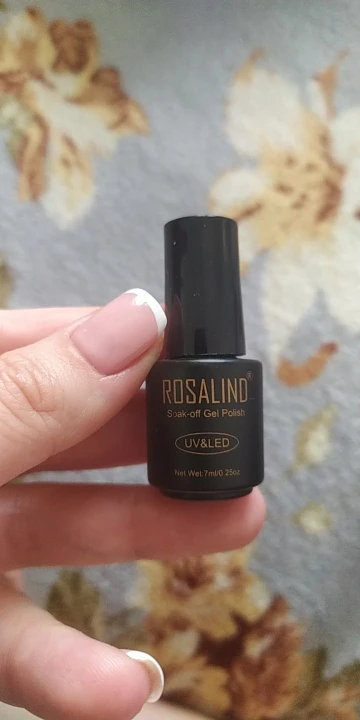 ROSALIND®
Soak-off Gel Polish
UV&LED
Net Wet:7ml/0.25oz